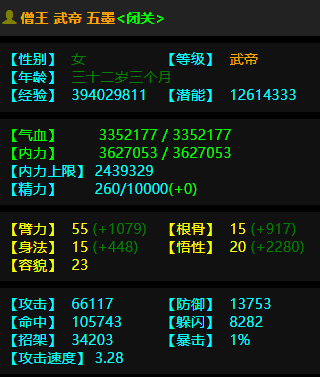 僧王 武帝 五墨<闭关>
【性别】 女 【等级】 武帝
【年龄】 三十二岁三个月
【经验】 394029811 【潜能】 12614333
【气血】 3352177 / 3352177
【内力】 3627053 / 3627053
【内力上限】 2439329
【精力】 260/10000(+0)
【臂力】 55 (+1079) 【根骨】 15 (+917)
【身法】 15 (+448) 【悟性】 20 (+2280)
【容貌】 23
【攻击】 66117 【防御】 13753
【命中】 105743 【躲闪】 8282
【招架】 34203 【暴击】 1%
【攻击速度】 3.28